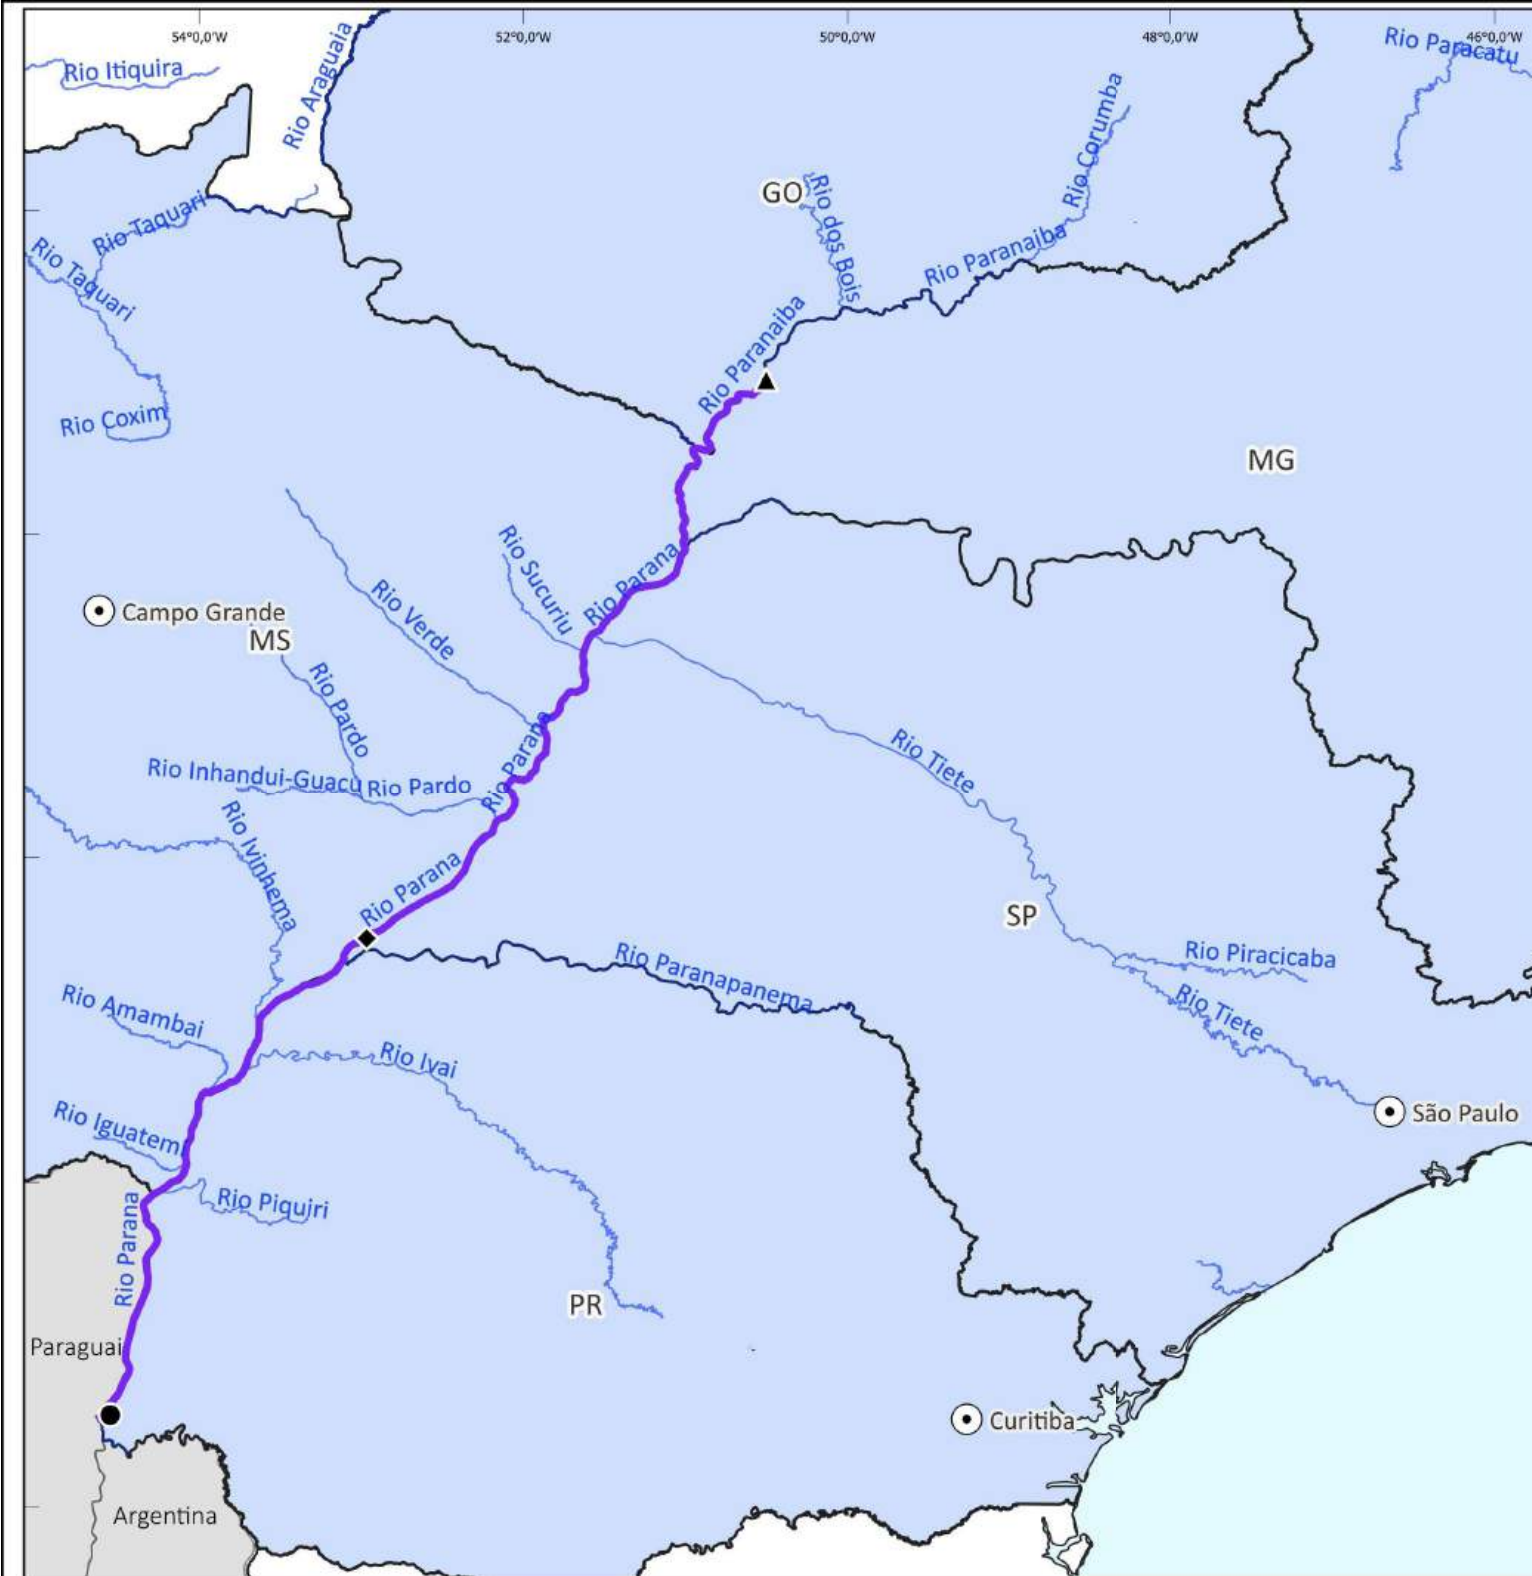 54°0,0'W
52°0,0'W
50°0,0'W
48°0,0'W
46°0,0'W
Rio Itiquira
Rio Araguaia
Rio Paracatu
Rio Corumba
GO
Rio dos Bois
Rio Taquari
Rio Taquari
Rio Paranaiba
Rio Paranaiba
Rio Coxim
MG
Rio Sucuriu
Rio Parana
Campo Grande
MS
Rio Verde
Rio Pardo
Rio Parana
Rio Tiete
Rio Inhandui-Guacu
Rio Pardo
Rio Ivinhema
Rio Parana
SP
Rio Paranapanema
Rio Piracicaba
Rio Amambai
Rio Tiete
Rio Ivai
Rio Iguatemi
São Paulo
Rio Piquiri
Rio Parana
PR
Paraguai
Curitiba
Argentina